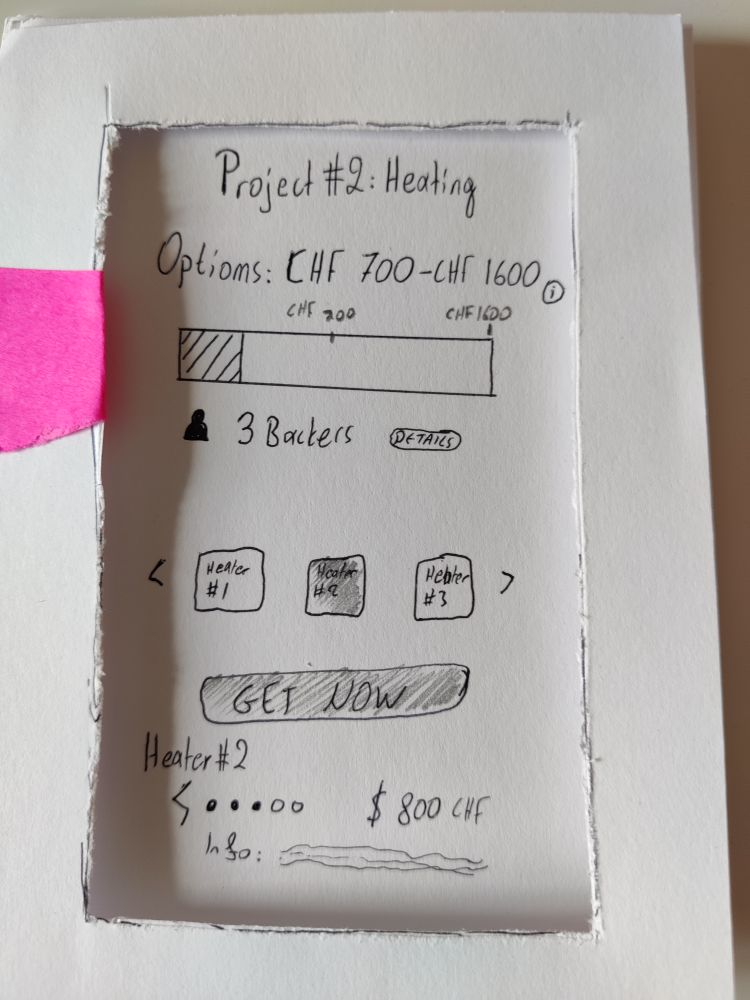 Project #2: Heating
Options: CHF 700-CHF 1600 i
CHF 700 CHF 1600
3 Backers DETAILS
< Heater #1 Heater #2 Heater #3 >
GET NOW
Heater #2
$ 800 CHF
Info: